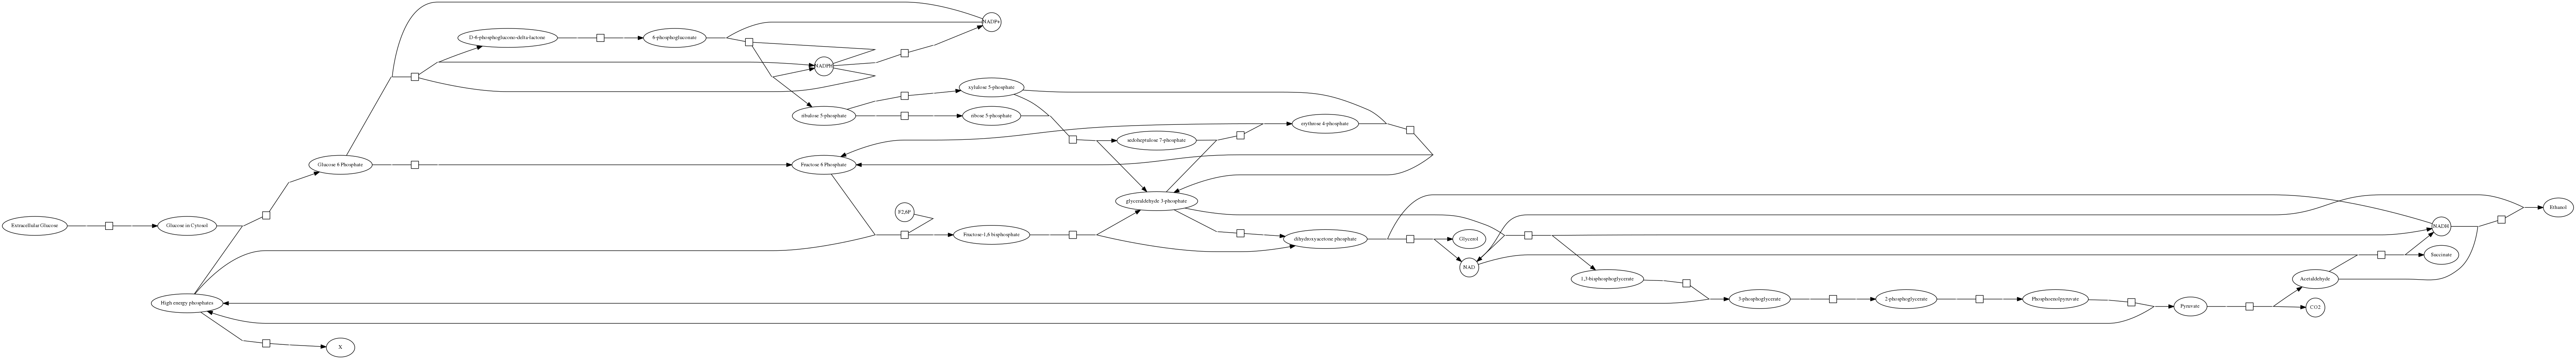 NADP+
D-6-phosphoglucono-delta-lactone
6-phosphogluconate
NADPH
xylulose 5-phosphate
ribulose 5-phosphate
ribose 5-phosphate
erythrose 4-phosphate
sedoheptulose 7-phosphate
Glucose 6 Phosphate
Fructose 6 Phosphate
glyceraldehyde 3-phosphate
Ethanol
F2,6P
Extracellular Glucose
Glucose in Cytosol
NADH
Fructose-1,6 bisphosphate
dihydroxyacetone phosphate
Glycerol
Succinate
NAD
1,3-bisphosphoglycerate
Acetaldehyde
High energy phosphates
3-phosphoglycerate
2-phosphoglycerate
Phosphoenolpyruvate
Pyruvate
CO2
X